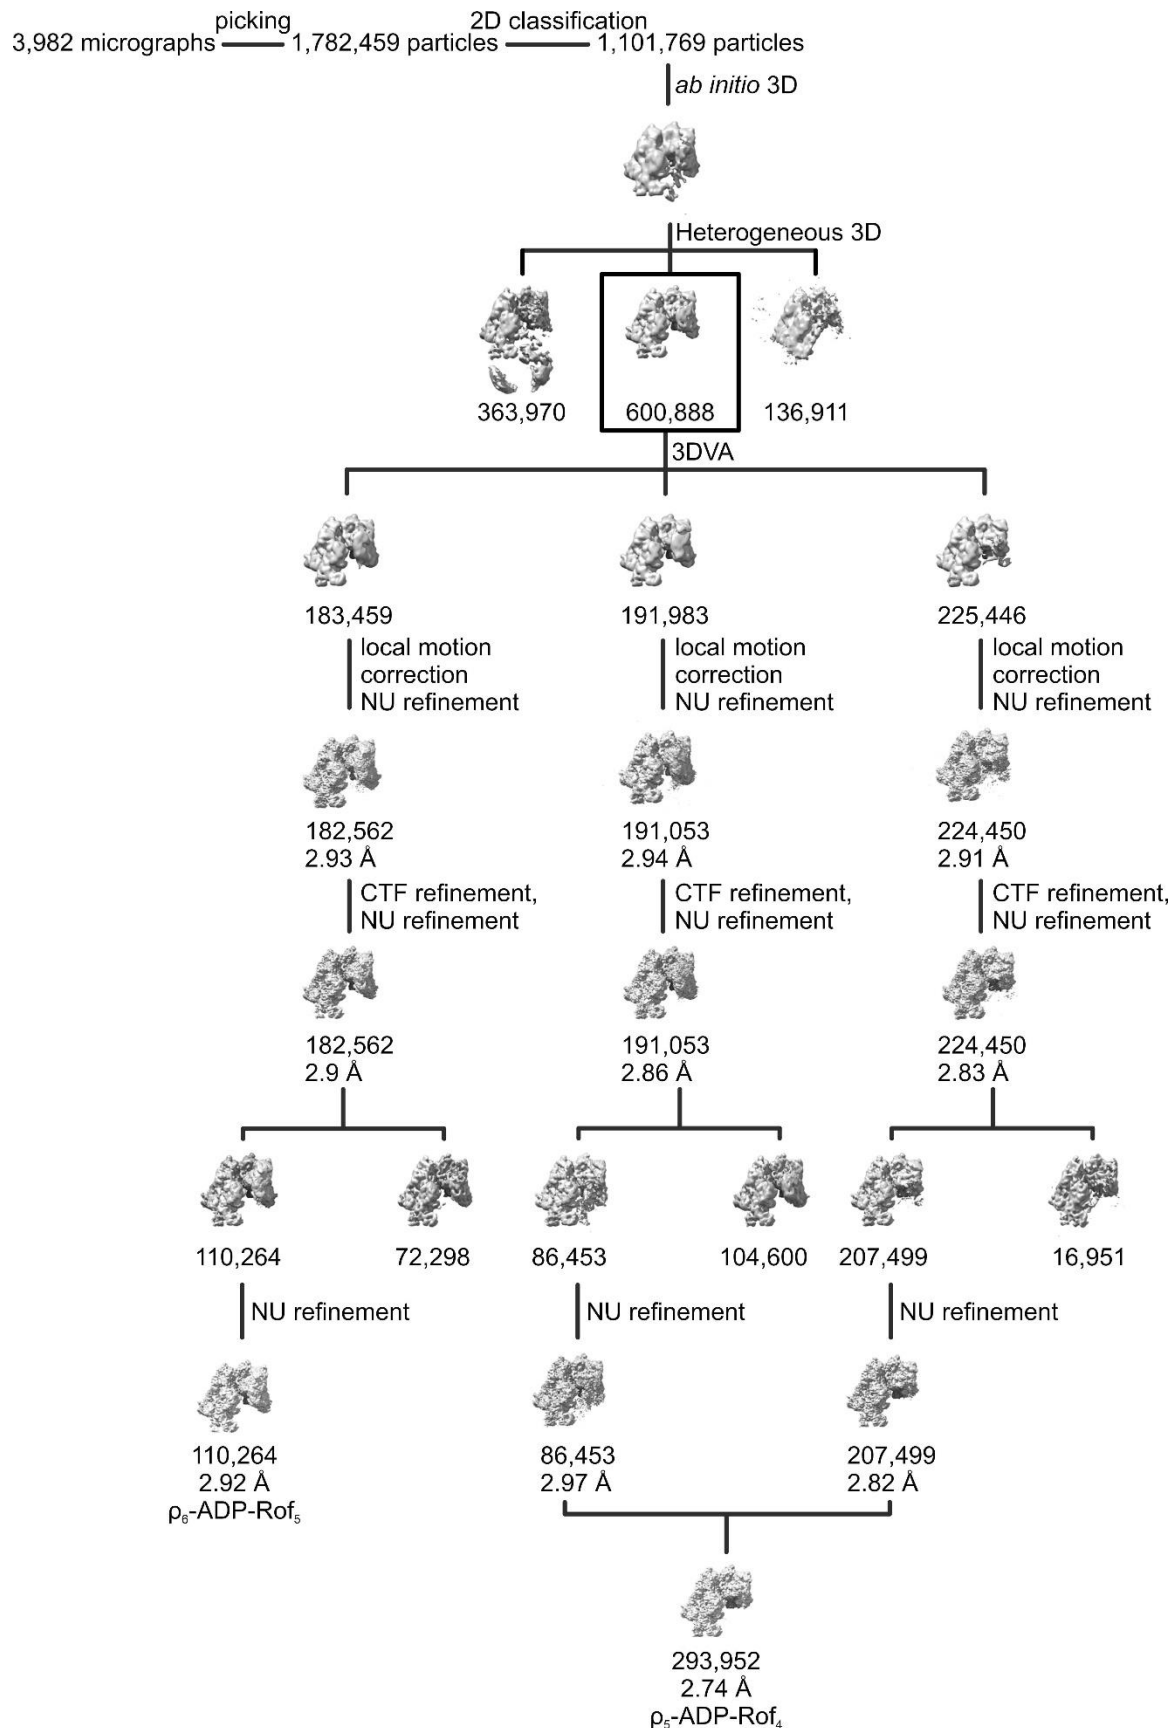 picking
2D classification
3,982 micrographs
1,782,459 particles
1,101,769 particles
ab initio 3D
Heterogeneous 3D
363,970
600,888
136,911
3DVA
183,459
191,983
225,446
local motion
correction
NU refinement
local motion
correction
NU refinement
local motion
correction
NU refinement
182,562
2.93 Å
191,053
2.94 Å
224,450
2.91 Å
CTF refinement,
NU refinement
CTF refinement,
NU refinement
CTF refinement,
NU refinement
182,562
2.9 Å
191,053
2.86 Å
224,450
2.83 Å
110,264
72,298
86,453
104,600
207,499
16,951
NU refinement
NU refinement
NU refinement
110,264
2.92 Å
ρ₆-ADP-Rof₅
86,453
2.97 Å
207,499
2.82 Å
293,952
2.74 Å
ρ₅-ADP-Rof₄